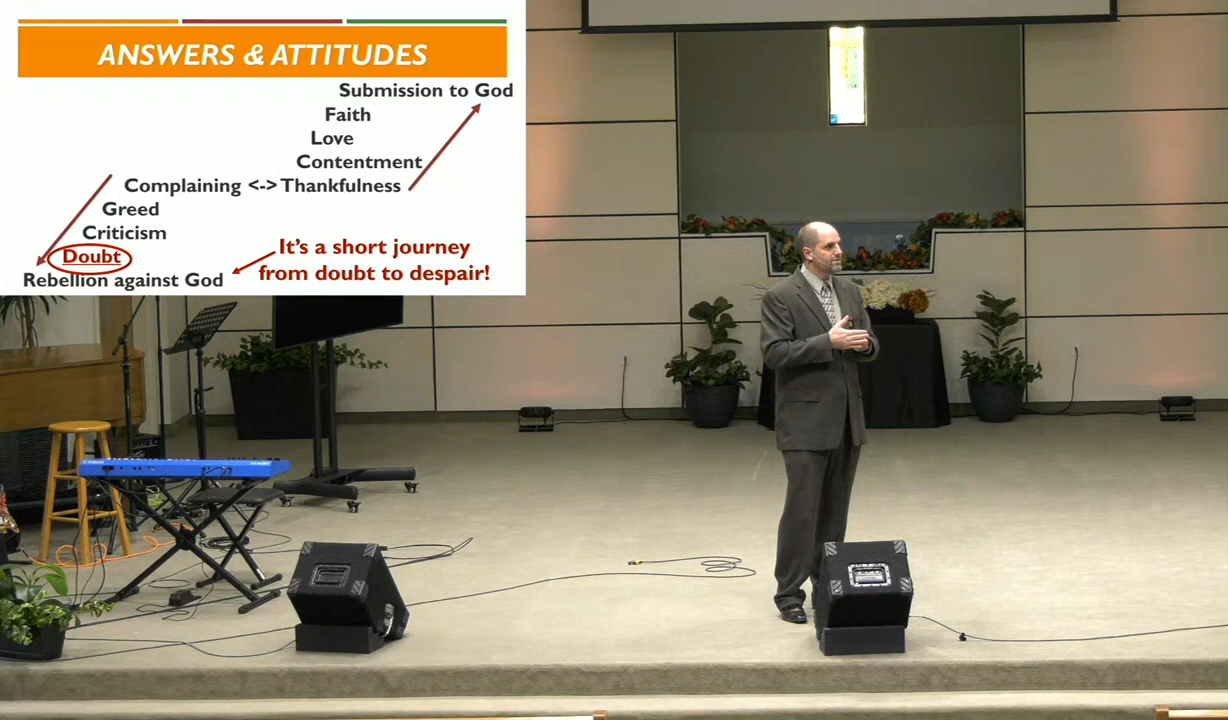 ANSWERS & ATTITUDES
Submission to God
Faith
Love
Contentment
Complaining <-> Thankfulness
Greed
Criticism
Doubt
Rebellion against God
It's a short journey
from doubt to despair!